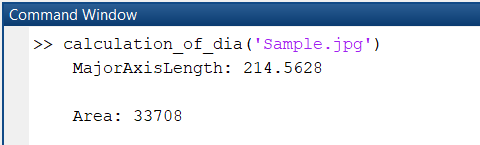 Command Window
>> calculation_of_dia('Sample.jpg')
MajorAxisLength: 214.5628
Area: 33708